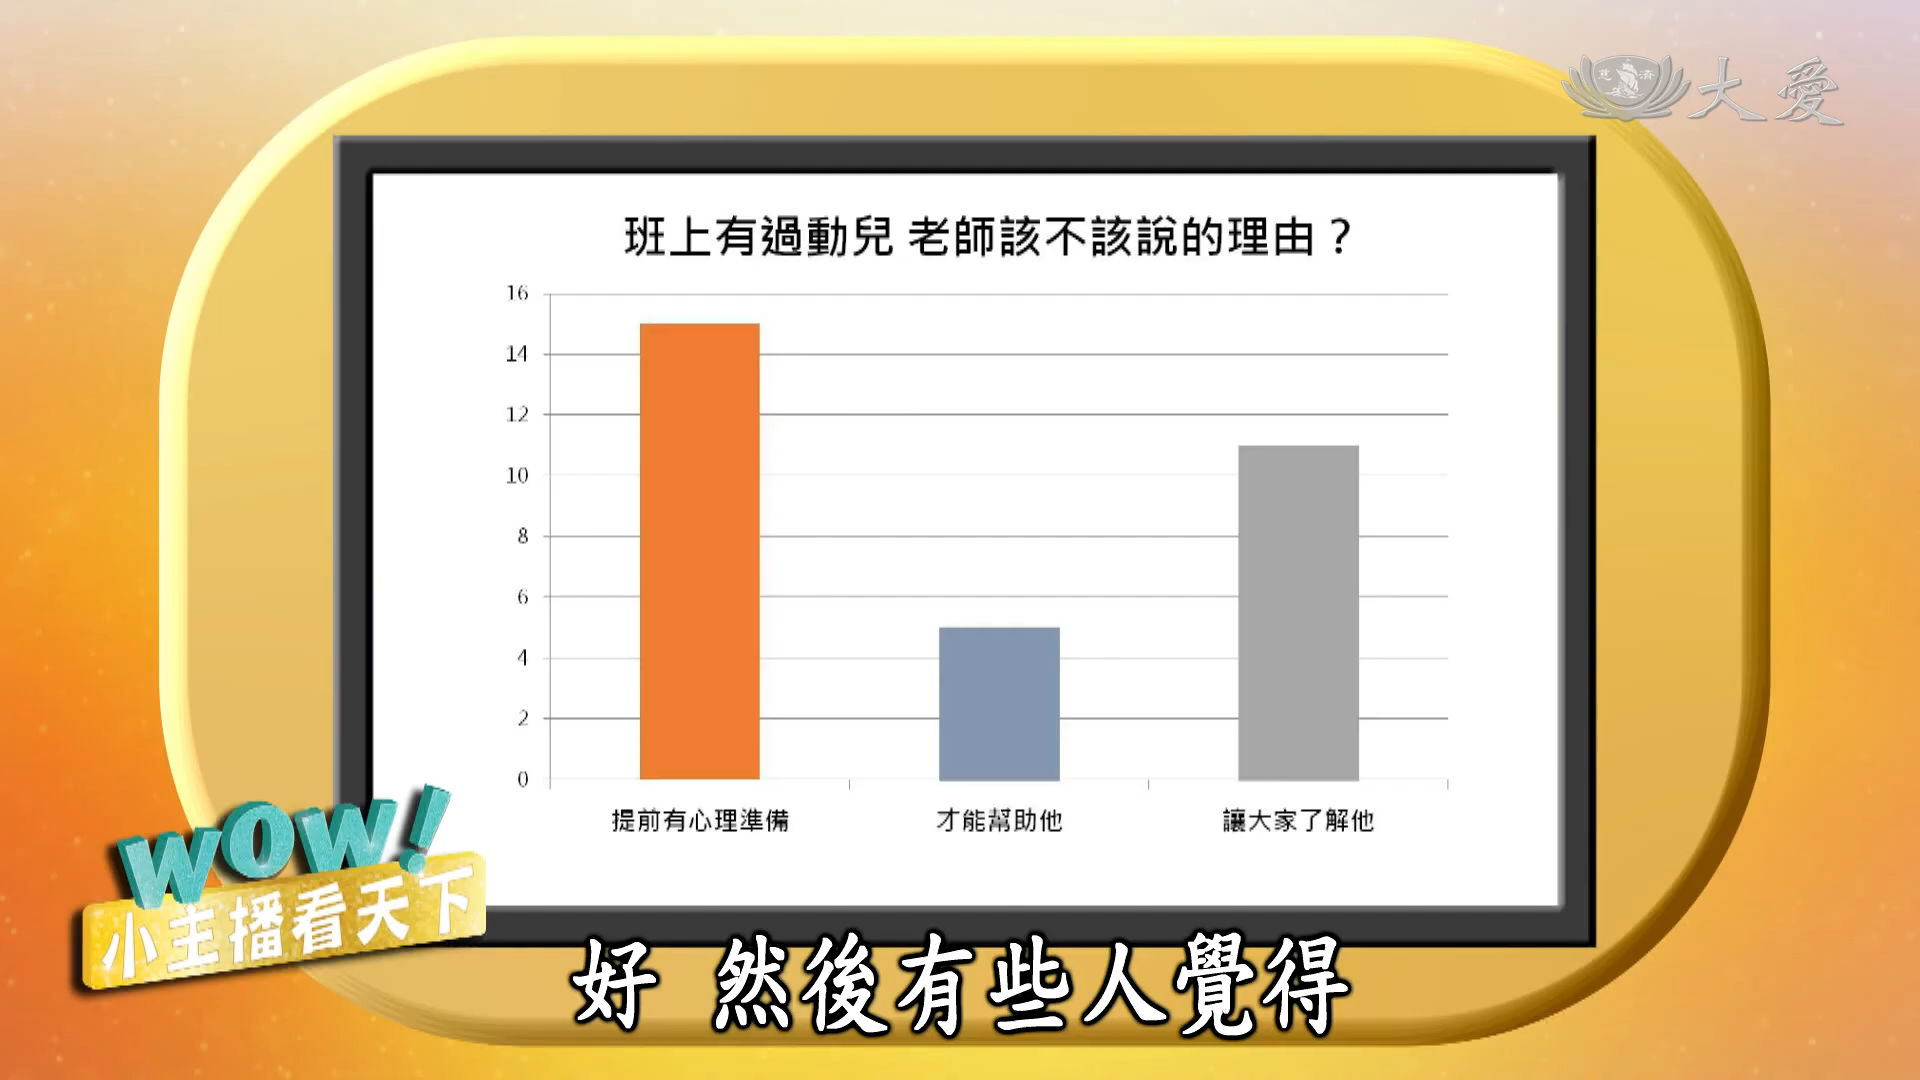 慈濟
大愛
班上有過動兒 老師該不該說的理由？
16
14
12
10
8
6
4
2
0
提前有心理準備
才能幫助他
讓大家了解他
WOW!
小主播看天下
好 然後有些人覺得